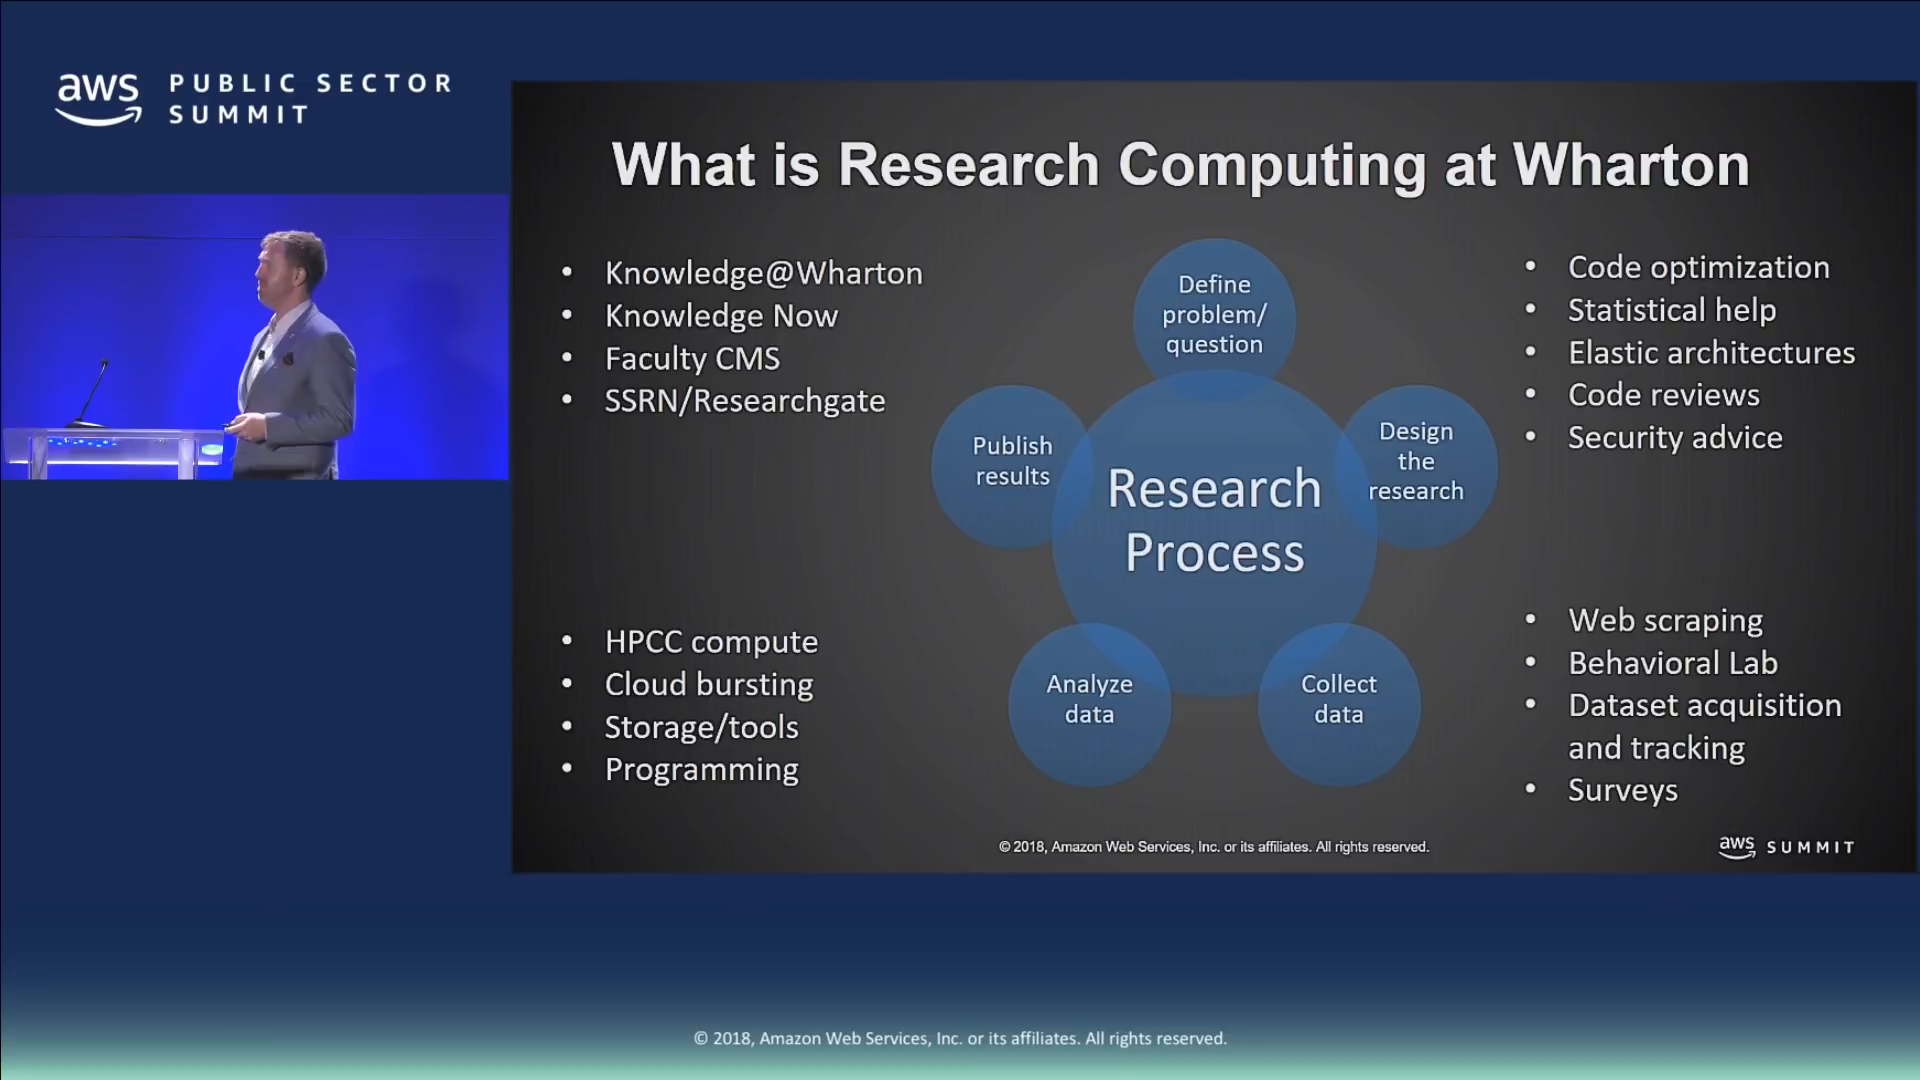 aws PUBLIC SECTOR
SUMMIT
What is Research Computing at Wharton
• Knowledge@Wharton
• Knowledge Now
• Faculty CMS
• SSRN/Researchgate
• HPCC compute
• Cloud bursting
• Storage/tools
• Programming
Define
problem/
question
Publish
results
Design
the
research
Research
Process
Analyze
data
Collect
data
• Code optimization
• Statistical help
• Elastic architectures
• Code reviews
• Security advice
• Web scraping
• Behavioral Lab
• Dataset acquisition
and tracking
• Surveys
© 2018, Amazon Web Services, Inc. or its affiliates. All rights reserved.
aws SUMMIT
© 2018, Amazon Web Services, Inc. or its affiliates. All rights reserved.